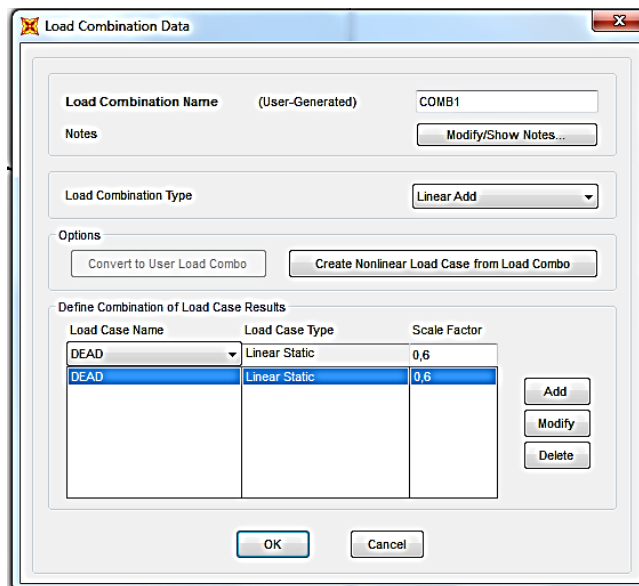 Load Combination Data
x
Load Combination Name (User-Generated) COMB1
Notes Modify/Show Notes...
Load Combination Type Linear Add
Options
Convert to User Load Combo Create Nonlinear Load Case from Load Combo
Define Combination of Load Case Results
Load Case Name Load Case Type Scale Factor
DEAD Linear Static 0,6
DEAD Linear Static 0,6
Add
Modify
Delete
OK Cancel